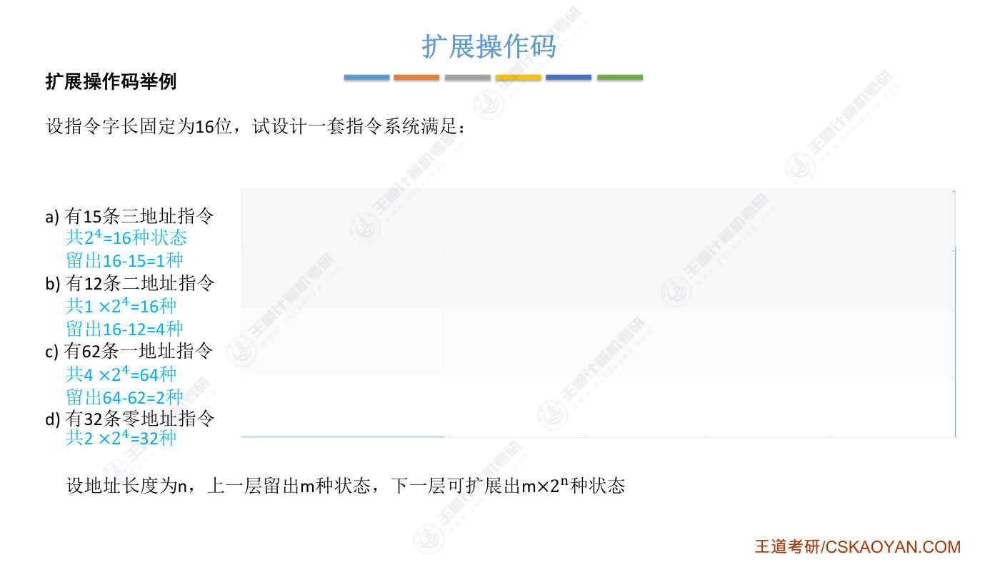 扩展操作码
扩展操作码举例
设指令字长固定为16位，试设计一套指令系统满足：
a) 有15条三地址指令
共2⁴=16种状态
留出16-15=1种
b) 有12条二地址指令
共1 ×2⁴=16种
留出16-12=4种
c) 有62条一地址指令
共4 ×2⁴=64种
留出64-62=2种
d) 有32条零地址指令
共2 ×2⁴=32种
设地址长度为n，上一层留出m种状态，下一层可扩展出m×2ⁿ种状态
王道考研/CSKAOYAN.COM